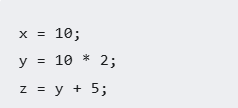 x = 10;
y = 10 * 2;
z = y + 5;